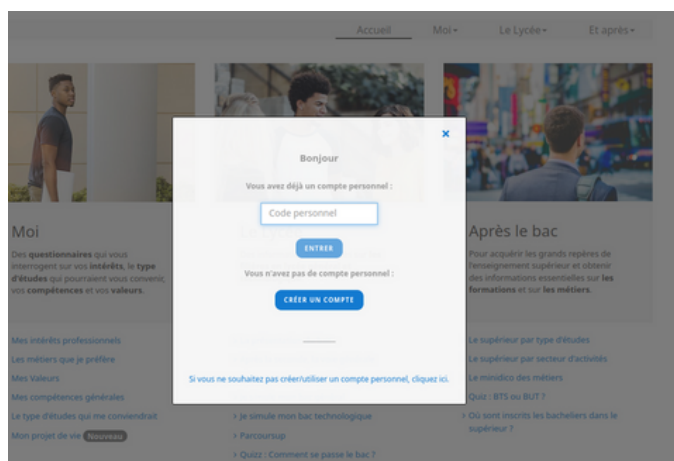 Accueil Moi Le Lycée Et après
×
Bonjour
Vous avez déjà un compte personnel :
Code personnel
ENTRER
Vous n'avez pas de compte personnel :
CRÉER UN COMPTE
Si vous ne souhaitez pas créer/utiliser un compte personnel, cliquez ici.
Moi
Des questionnaires qui vous
interrogent sur vos intérêts, le type
d'études qui pourraient vous convenir,
vos compétences et vos valeurs.
Mes intérêts professionnels
Les métiers que je préfère
Mes Valeurs
Mes compétences générales
Le type d'études qui me conviendrait
Mon projet de vie Nouveau
› Je simule mon bac technologique
› Parcoursup
› Quizz : Comment se passe le bac ?
Après le bac
Pour acquérir les grands repères de
l'enseignement supérieur et obtenir
des informations essentielles sur les
formations et sur les métiers.
Le supérieur par type d'études
Le supérieur par secteur d'activités
Le minidico des métiers
Quiz : BTS ou BUT ?
› Où sont inscrits les bacheliers dans le
supérieur ?